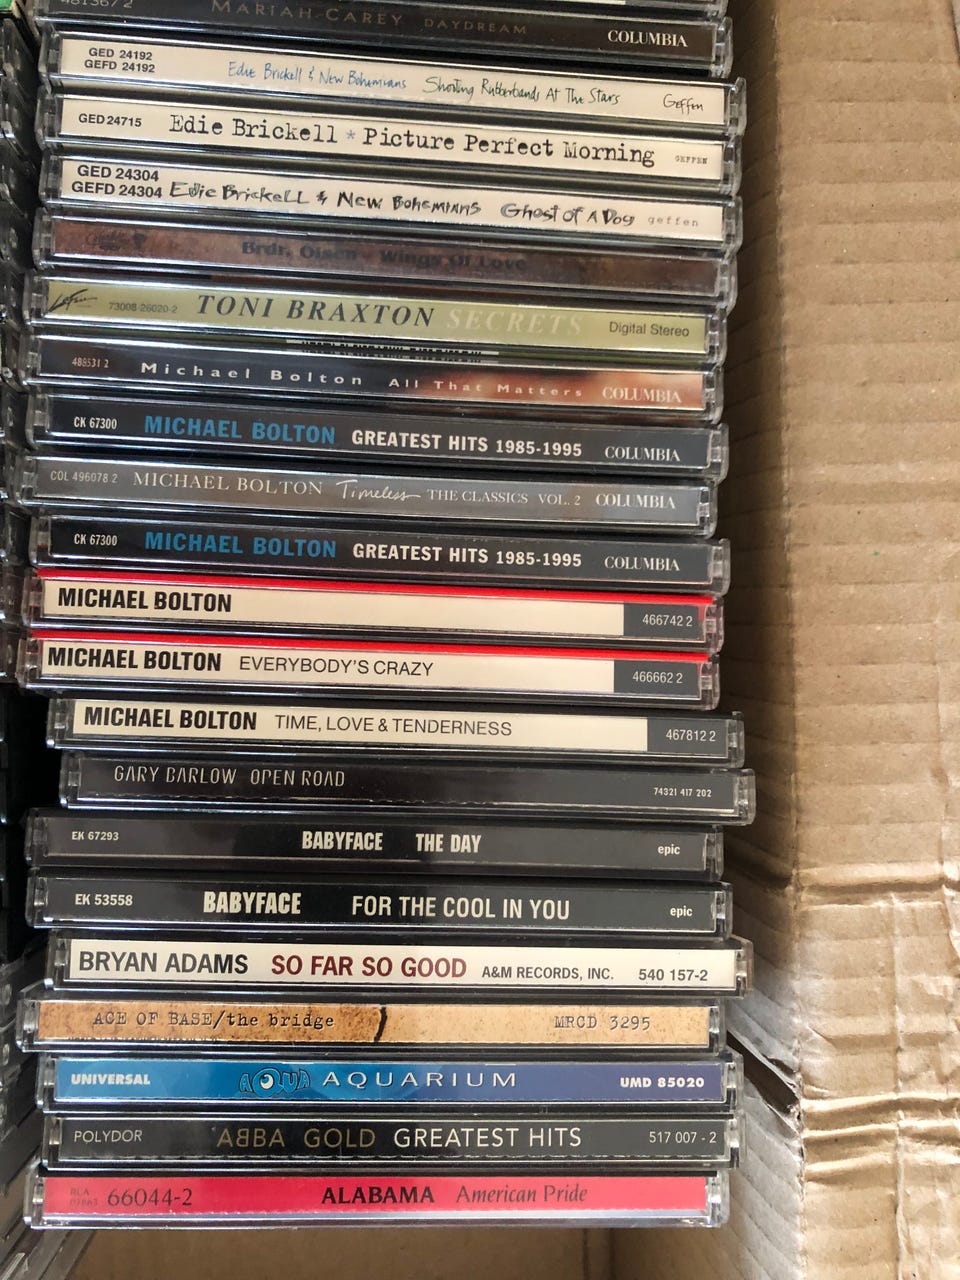 481367 2
MARIAH CAREY DAYDREAM COLUMBIA
GED 24192
GEFD 24192
Edie Brickell & New Bohemians Shooting Rubberbands At The Stars Geffen
GED 24715 Edie Brickell * Picture Perfect Morning GEFFEN
GED 24304
GEFD 24304 Edie Brickell & New Bohemians Ghost of a Dog geffen
Brdr. Olsen - Wings Of Love
LaFace 73008-26020-2 TONI BRAXTON SECRETS Digital Stereo
488531 2 Michael Bolton All That Matters COLUMBIA
CK 67300 MICHAEL BOLTON GREATEST HITS 1985-1995 COLUMBIA
COL 496078 2 MICHAEL BOLTON Timeless THE CLASSICS VOL. 2 COLUMBIA
CK 67300 MICHAEL BOLTON GREATEST HITS 1985-1995 COLUMBIA
MICHAEL BOLTON 466742 2
MICHAEL BOLTON EVERYBODY'S CRAZY 466662 2
MICHAEL BOLTON TIME, LOVE & TENDERNESS 467812 2
GARY BARLOW OPEN ROAD 74321 417 202
EK 67293 BABYFACE THE DAY epic
EK 53558 BABYFACE FOR THE COOL IN YOU epic
BRYAN ADAMS SO FAR SO GOOD A&M RECORDS, INC. 540 157-2
ACE OF BASE/the bridge MRCD 3295
UNIVERSAL AQUA AQUARIUM UMD 85020
POLYDOR ABBA GOLD GREATEST HITS 517 007-2
RCA 66044-2 ALABAMA American Pride